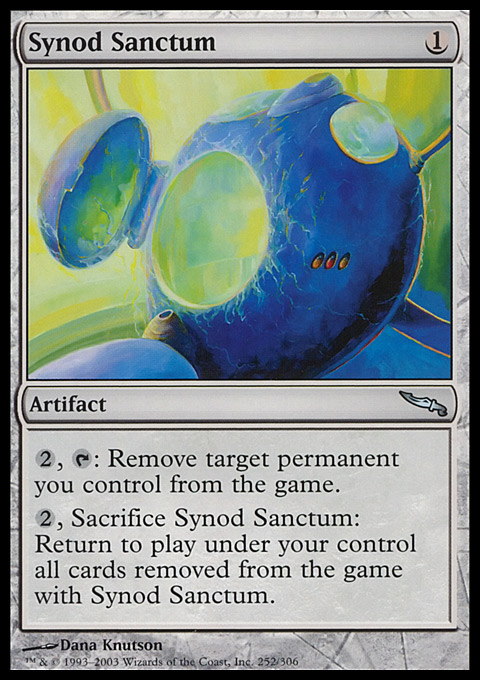 Synod Sanctum 1
Artifact
2, : Remove target permanent
you control from the game.
2, Sacrifice Synod Sanctum:
Return to play under your control
all cards removed from the game
with Synod Sanctum.
Dana Knutson
™ & © 1993–2003 Wizards of the Coast, Inc. 252/306